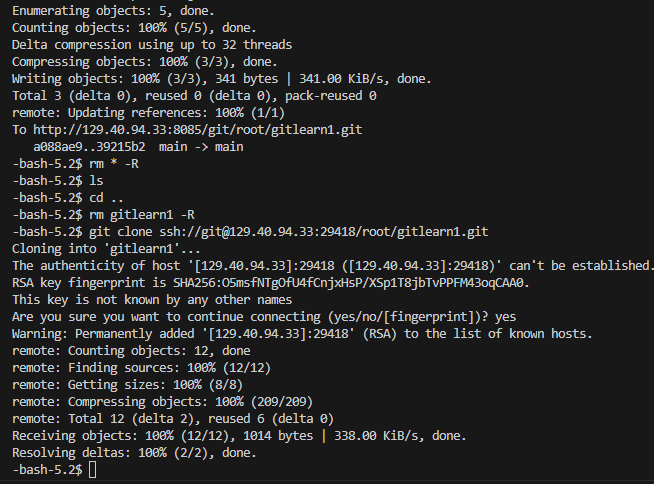 Enumerating objects: 5, done.
Counting objects: 100% (5/5), done.
Delta compression using up to 32 threads
Compressing objects: 100% (3/3), done.
Writing objects: 100% (3/3), 341 bytes | 341.00 KiB/s, done.
Total 3 (delta 0), reused 0 (delta 0), pack-reused 0
remote: Updating references: 100% (1/1)
To http://129.40.94.33:8085/git/root/gitlearn1.git
   a088ae9..39215b2  main -> main
-bash-5.2$ rm * -R
-bash-5.2$ ls
-bash-5.2$ cd ..
-bash-5.2$ rm gitlearn1 -R
-bash-5.2$ git clone ssh://git@129.40.94.33:29418/root/gitlearn1.git
Cloning into 'gitlearn1'...
The authenticity of host '[129.40.94.33]:29418 ([129.40.94.33]:29418)' can't be established.
RSA key fingerprint is SHA256:O5msfNTgOfU4fCnjxHsP/XSp1T8jbTvPPFM43oqCAA0.
This key is not known by any other names
Are you sure you want to continue connecting (yes/no/[fingerprint])? yes
Warning: Permanently added '[129.40.94.33]:29418' (RSA) to the list of known hosts.
remote: Counting objects: 12, done
remote: Finding sources: 100% (12/12)
remote: Getting sizes: 100% (8/8)
remote: Compressing objects: 100% (209/209)
remote: Total 12 (delta 2), reused 6 (delta 0)
Receiving objects: 100% (12/12), 1014 bytes | 338.00 KiB/s, done.
Resolving deltas: 100% (2/2), done.
-bash-5.2$